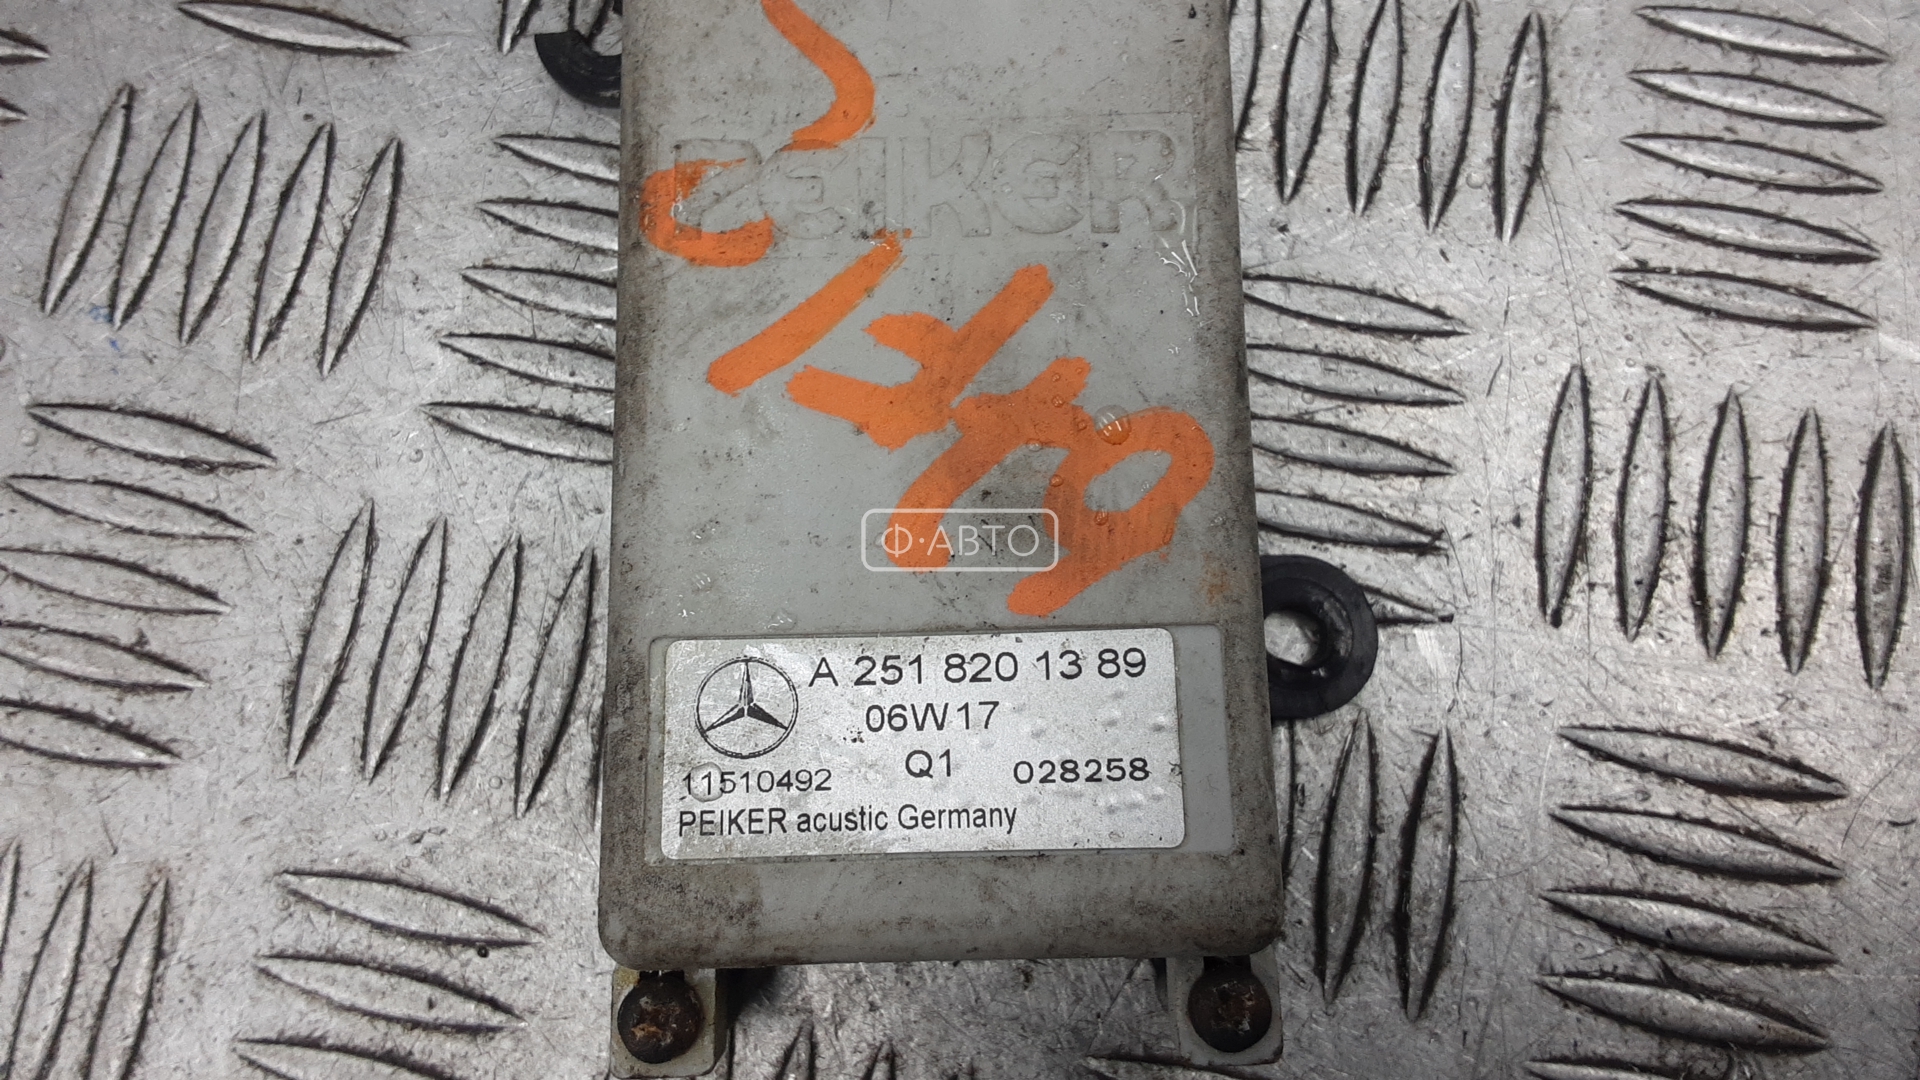 PEIKER
Ф·АВТО
A 251 820 13 89
06W17
Q1
11510492
028258
PEIKER acustic Germany